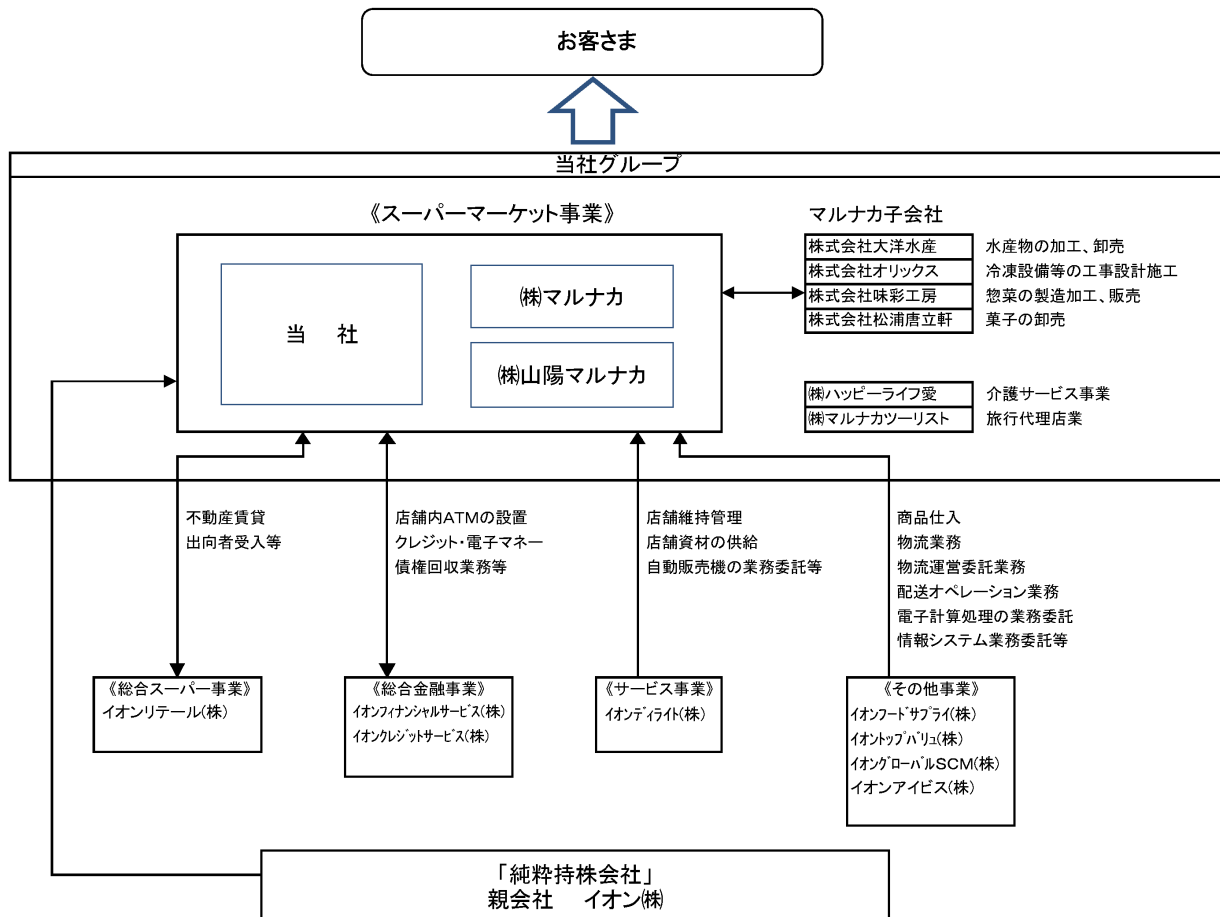 お客さま
当社グループ
《スーパーマーケット事業》
当 社
㈱マルナカ
㈱山陽マルナカ
マルナカ子会社
株式会社大洋水産 水産物の加工、卸売
株式会社オリックス 冷凍設備等の工事設計施工
株式会社味彩工房 惣菜の製造加工、販売
株式会社松浦唐立軒 菓子の卸売
㈱ハッピーライフ愛 介護サービス事業
㈱マルナカツーリスト 旅行代理店業
不動産賃貸
出向者受入等
店舗内ATMの設置
クレジット・電子マネー
債権回収業務等
店舗維持管理
店舗資材の供給
自動販売機の業務委託等
商品仕入
物流業務
物流運営委託業務
配送オペレーション業務
電子計算処理の業務委託
情報システム業務委託等
《総合スーパー事業》
イオンリテール(株)
《総合金融事業》
イオンフィナンシャルサービス(株)
イオンクレジットサービス(株)
《サービス事業》
イオンディライト(株)
《その他事業》
イオンフードサプライ(株)
イオントップバリュ(株)
イオングローバルSCM(株)
イオンアイビス(株)
「純粋持株会社」
親会社 イオン㈱